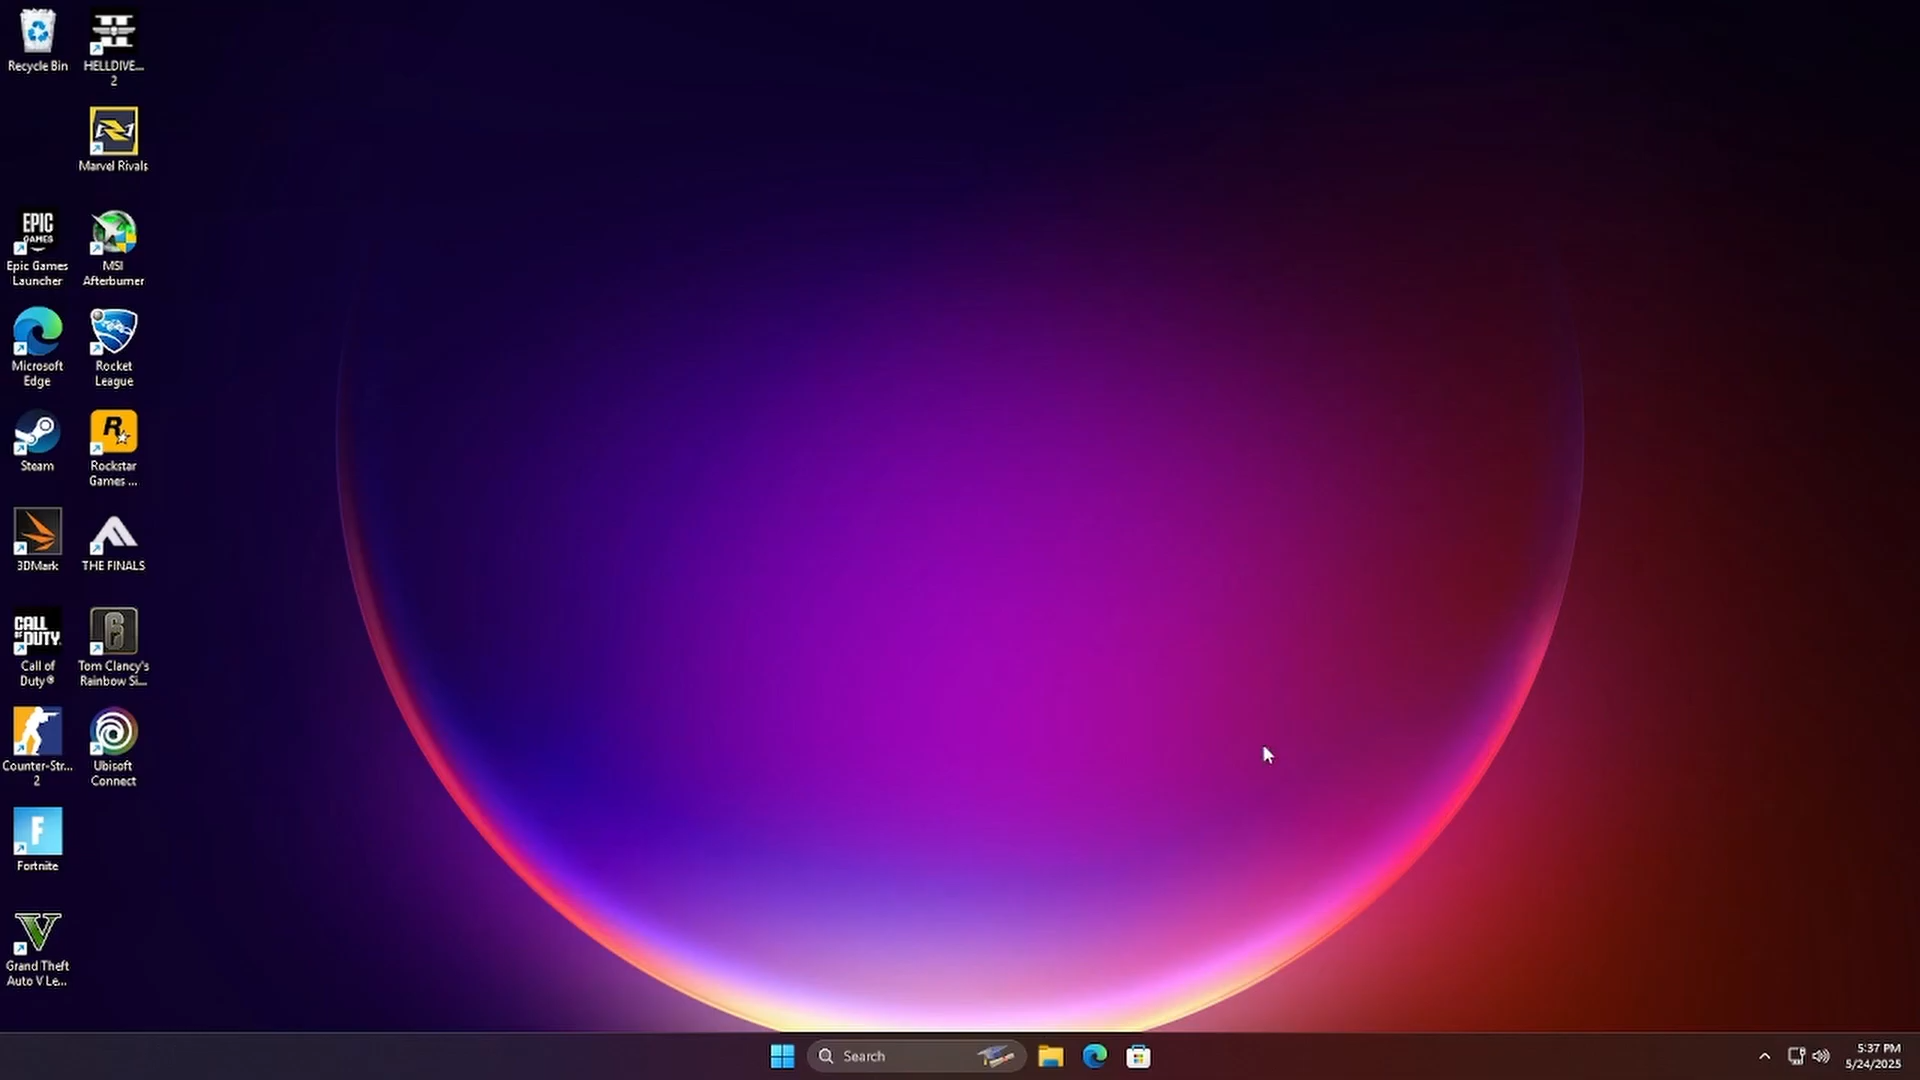 Recycle Bin
HELLDIVE...
2
Marvel Rivals
EPIC
GAMES
Epic Games
Launcher
MSI
Afterburner
Microsoft
Edge
Rocket
League
Steam
R
Rockstar
Games ...
3DMark
THE FINALS
CALL
OF DUTY
Call of
Duty®
6
Tom Clancy's
Rainbow Si...
Counter-Str...
2
Ubisoft
Connect
F
Fortnite
V
Grand Theft
Auto V Le...
Search
5:37 PM
5/24/2025